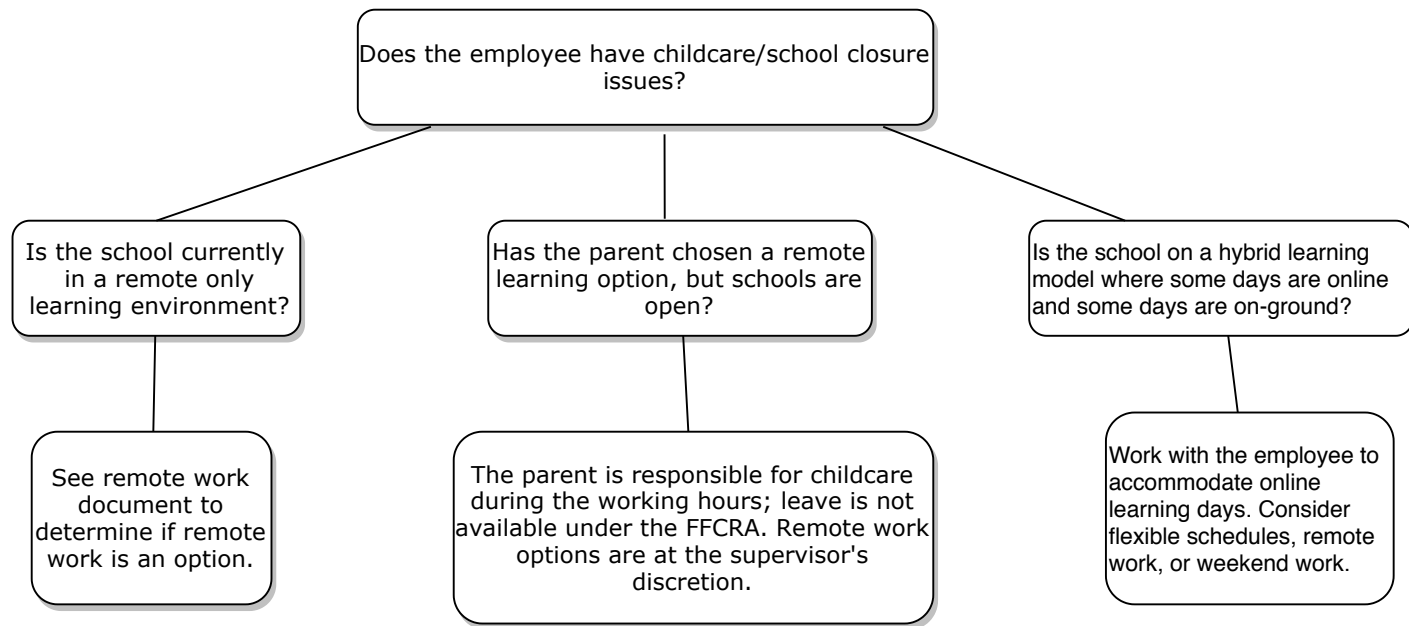 Does the employee have childcare/school closure
issues?
Is the school currently
in a remote only
learning environment?
Has the parent chosen a remote
learning option, but schools are
open?
Is the school on a hybrid learning
model where some days are online
and some days are on-ground?
See remote work
document to
determine if remote
work is an option.
The parent is responsible for childcare
during the working hours; leave is not
available under the FFCRA. Remote work
options are at the supervisor's
discretion.
Work with the employee to
accommodate online
learning days. Consider
flexible schedules, remote
work, or weekend work.